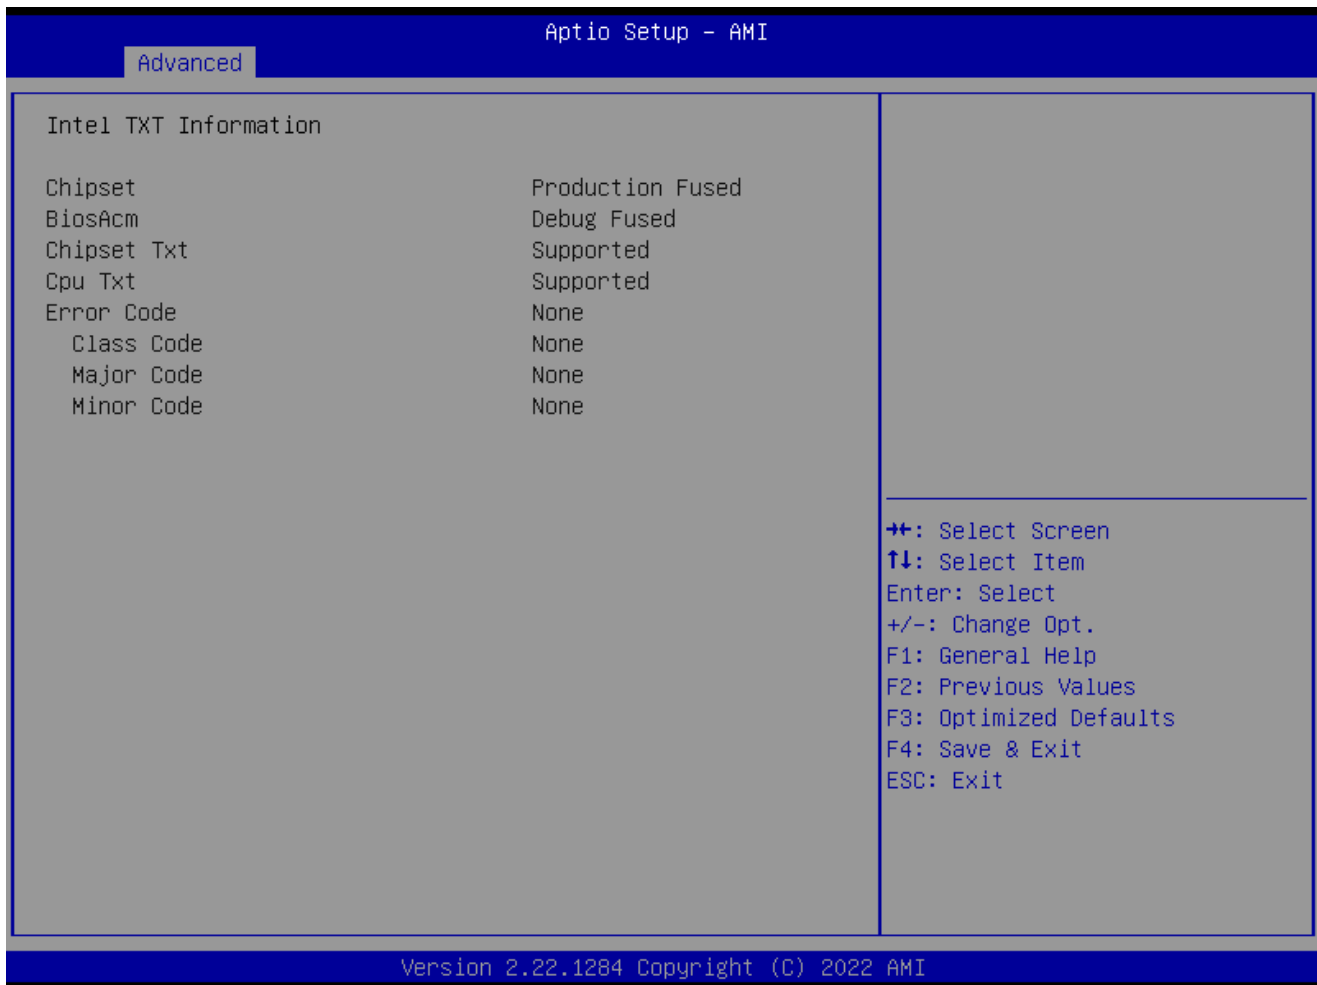 Aptio Setup – AMI
Advanced
Intel TXT Information
Chipset Production Fused
BiosAcm Debug Fused
Chipset Txt Supported
Cpu Txt Supported
Error Code None
Class Code None
Major Code None
Minor Code None
→←: Select Screen
↑↓: Select Item
Enter: Select
+/-: Change Opt.
F1: General Help
F2: Previous Values
F3: Optimized Defaults
F4: Save & Exit
ESC: Exit
Version 2.22.1284 Copyright (C) 2022 AMI